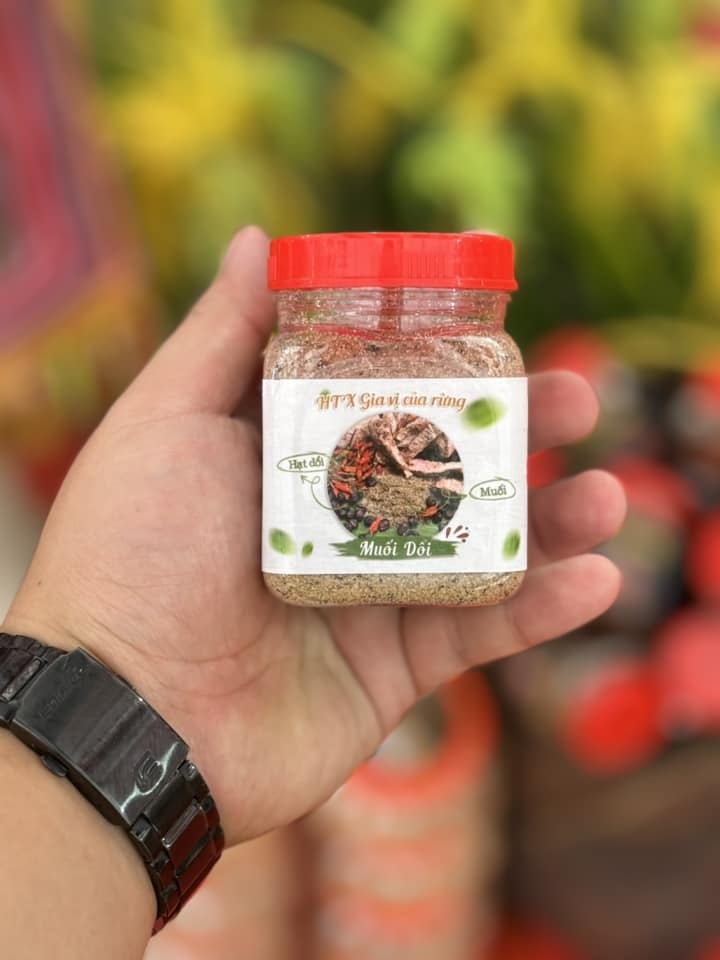 HTX Gia vị của rừng
Hạt dổi
Muối
Muối Dổi